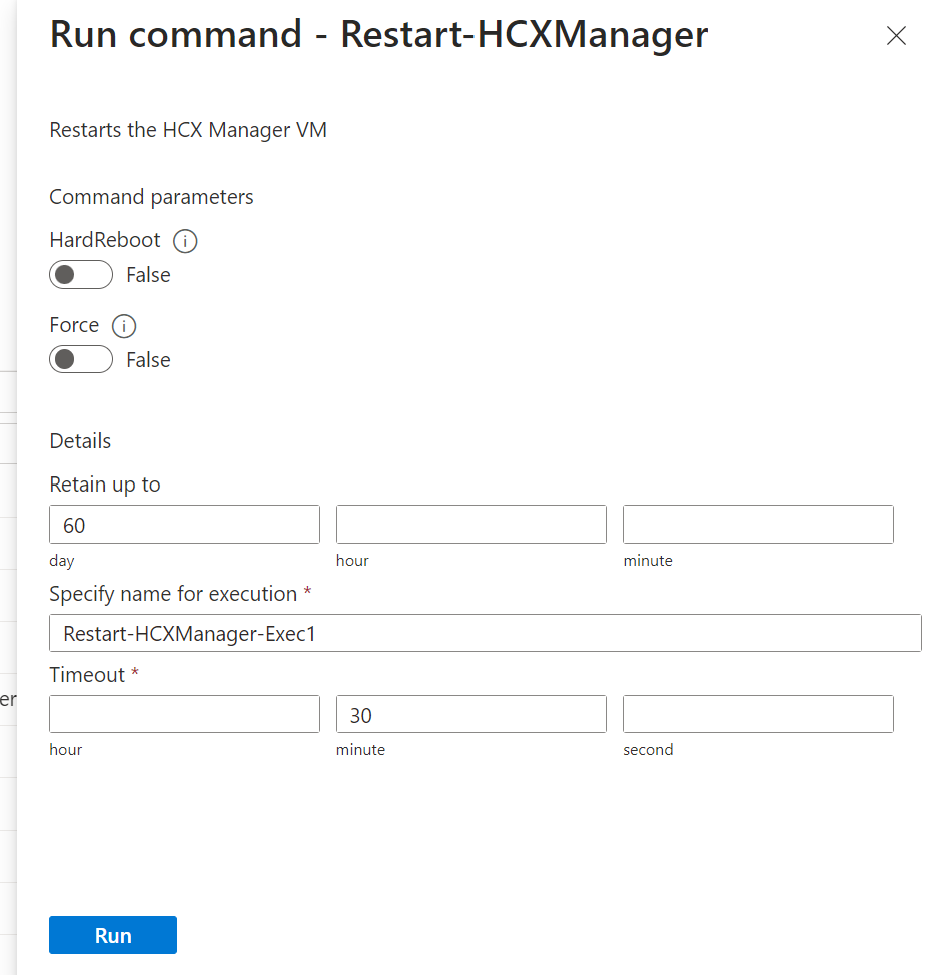 Run command - Restart-HCXManager
Restarts the HCX Manager VM
Command parameters
HardReboot
False
Force
False
Details
Retain up to
60
day hour minute
Specify name for execution *
Restart-HCXManager-Exec1
Timeout *
30
hour minute second
er
Run